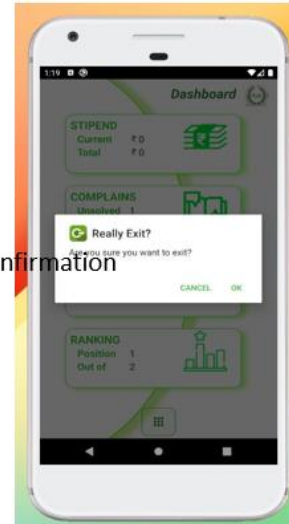 1:19
Dashboard
STIPEND
Current ₹ 0
Total ₹ 0
COMPLAINS
Unsolved 1
Really Exit?
nfirmation
Are you sure you want to exit?
CANCEL OK
RANKING
Position 1
Out of 2